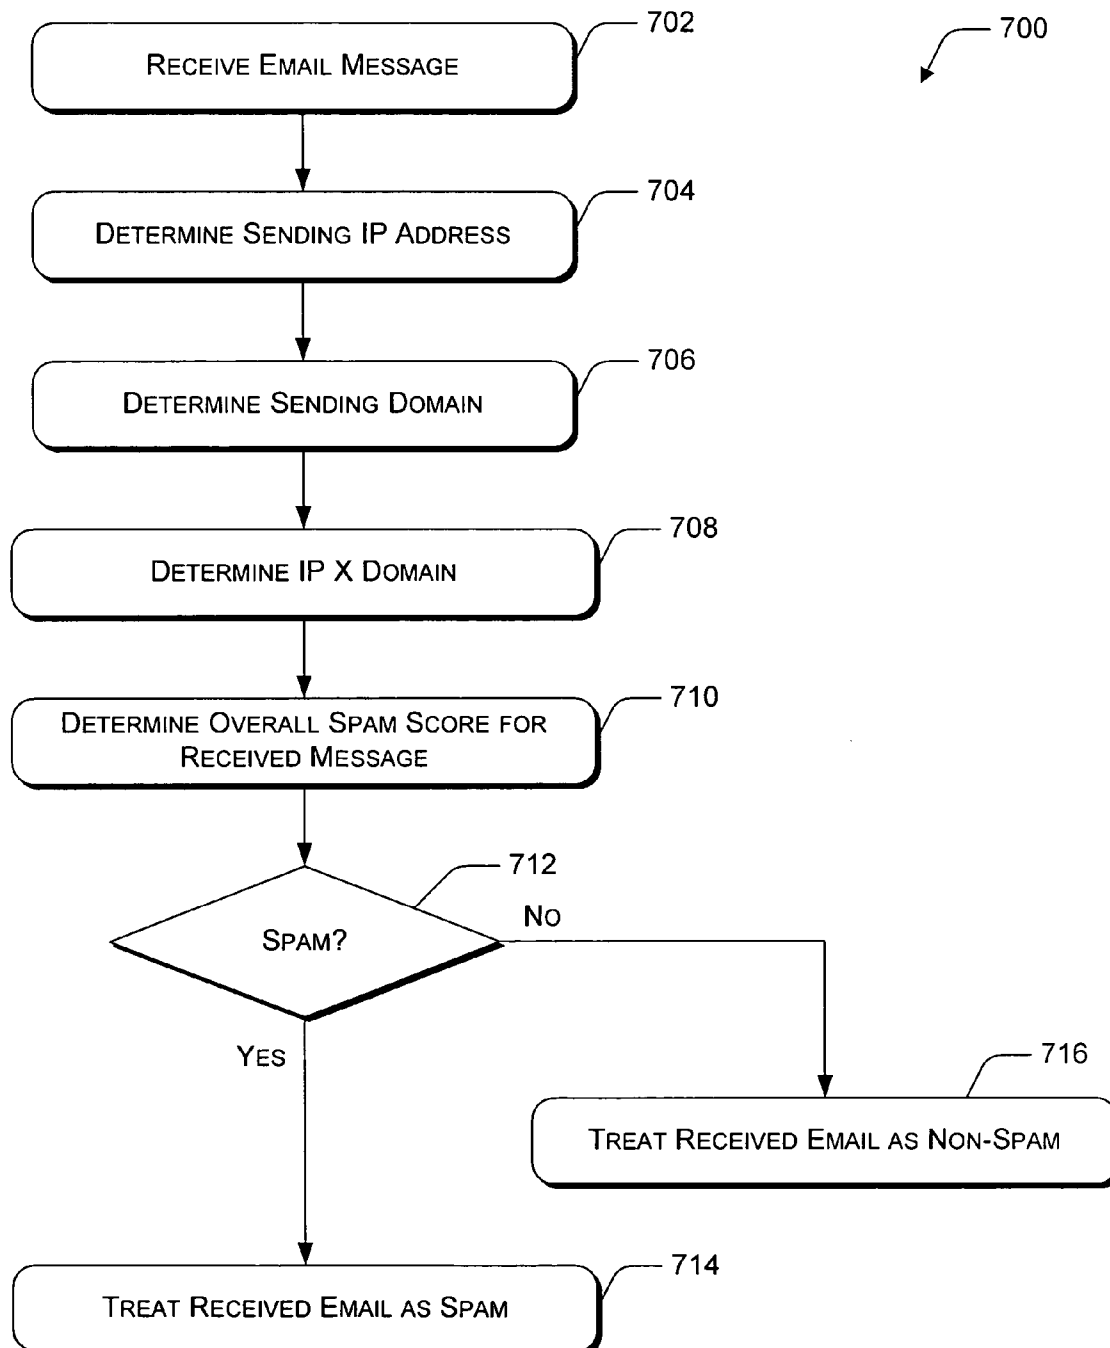 702
700
RECEIVE EMAIL MESSAGE
704
DETERMINE SENDING IP ADDRESS
706
DETERMINE SENDING DOMAIN
708
DETERMINE IP X DOMAIN
710
DETERMINE OVERALL SPAM SCORE FOR
RECEIVED MESSAGE
712
SPAM?
NO
YES
716
TREAT RECEIVED EMAIL AS NON-SPAM
714
TREAT RECEIVED EMAIL AS SPAM